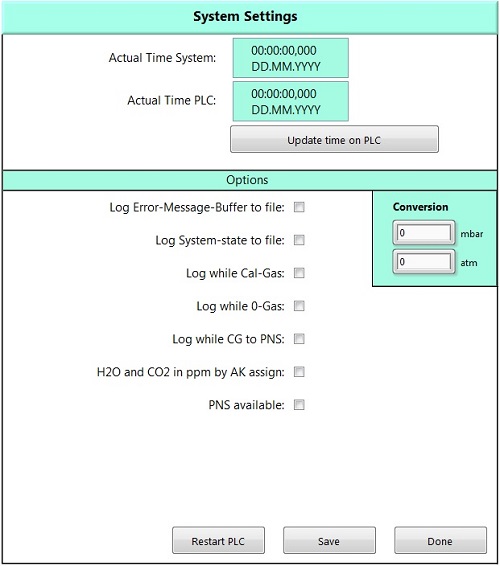 System Settings
Actual Time System:
00:00:00,000
DD.MM.YYYY
Actual Time PLC:
00:00:00,000
DD.MM.YYYY
Update time on PLC
Options
Log Error-Message-Buffer to file:
Log System-state to file:
Log while Cal-Gas:
Log while 0-Gas:
Log while CG to PNS:
H2O and CO2 in ppm by AK assign:
PNS available:
Conversion
0 mbar
0 atm
Restart PLC
Save
Done